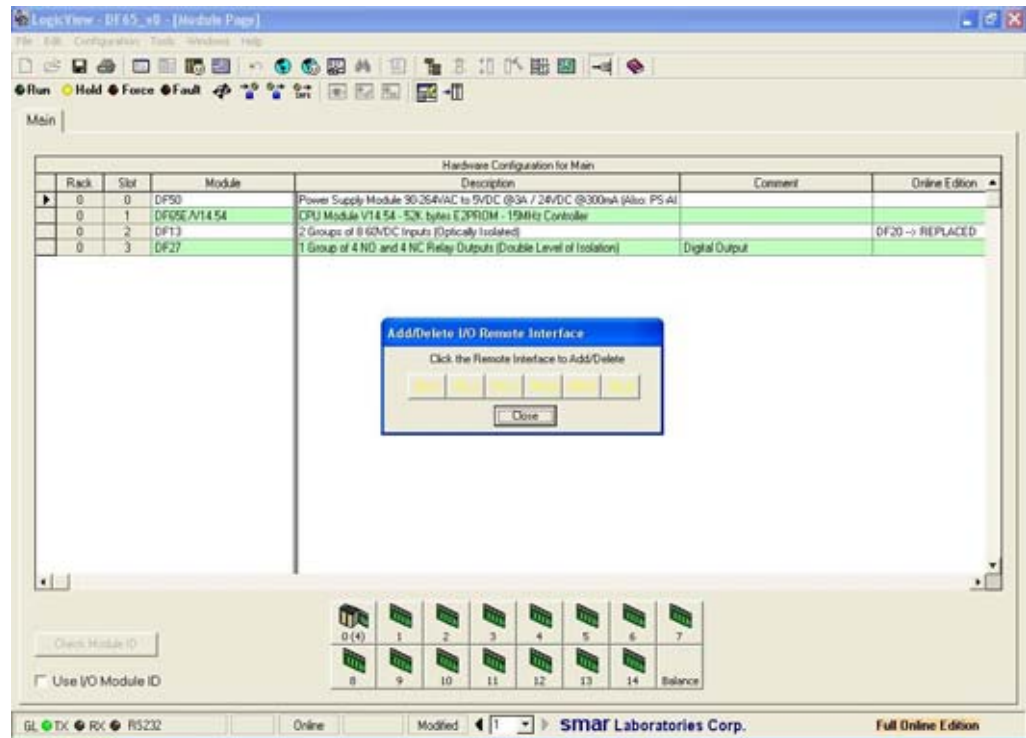 LogicView - DF65_v0 - [Module Page]
File Edit Configuration Tools Windows Help
Run Hold Force Fault
Main
Hardware Configuration for Main
Rack Slot Module Description Comment Online Edition
0 0 DF50 Power Supply Module 90-264VAC to 5VDC @3A / 24VDC @300mA (Also: PS-AI
0 1 DF65E/V14.54 CPU Module V14.54 - 52K bytes E2PROM - 15MHz Controller
0 2 DF13 2 Groups of 8 60VDC Inputs (Optically Isolated) DF20 -> REPLACED
0 3 DF27 1 Group of 4 NO and 4 NC Relay Outputs (Double Level of Isolation) Digital Output
Add/Delete I/O Remote Interface
Click the Remote Interface to Add/Delete
Close
0 (4) 1 2 3 4 5 6 7
Check Module ID
8 9 10 11 12 13 14 Balance
Use I/O Module ID
GL TX RX RS232 Online Modified 1 smar Laboratories Corp. Full Online Edition